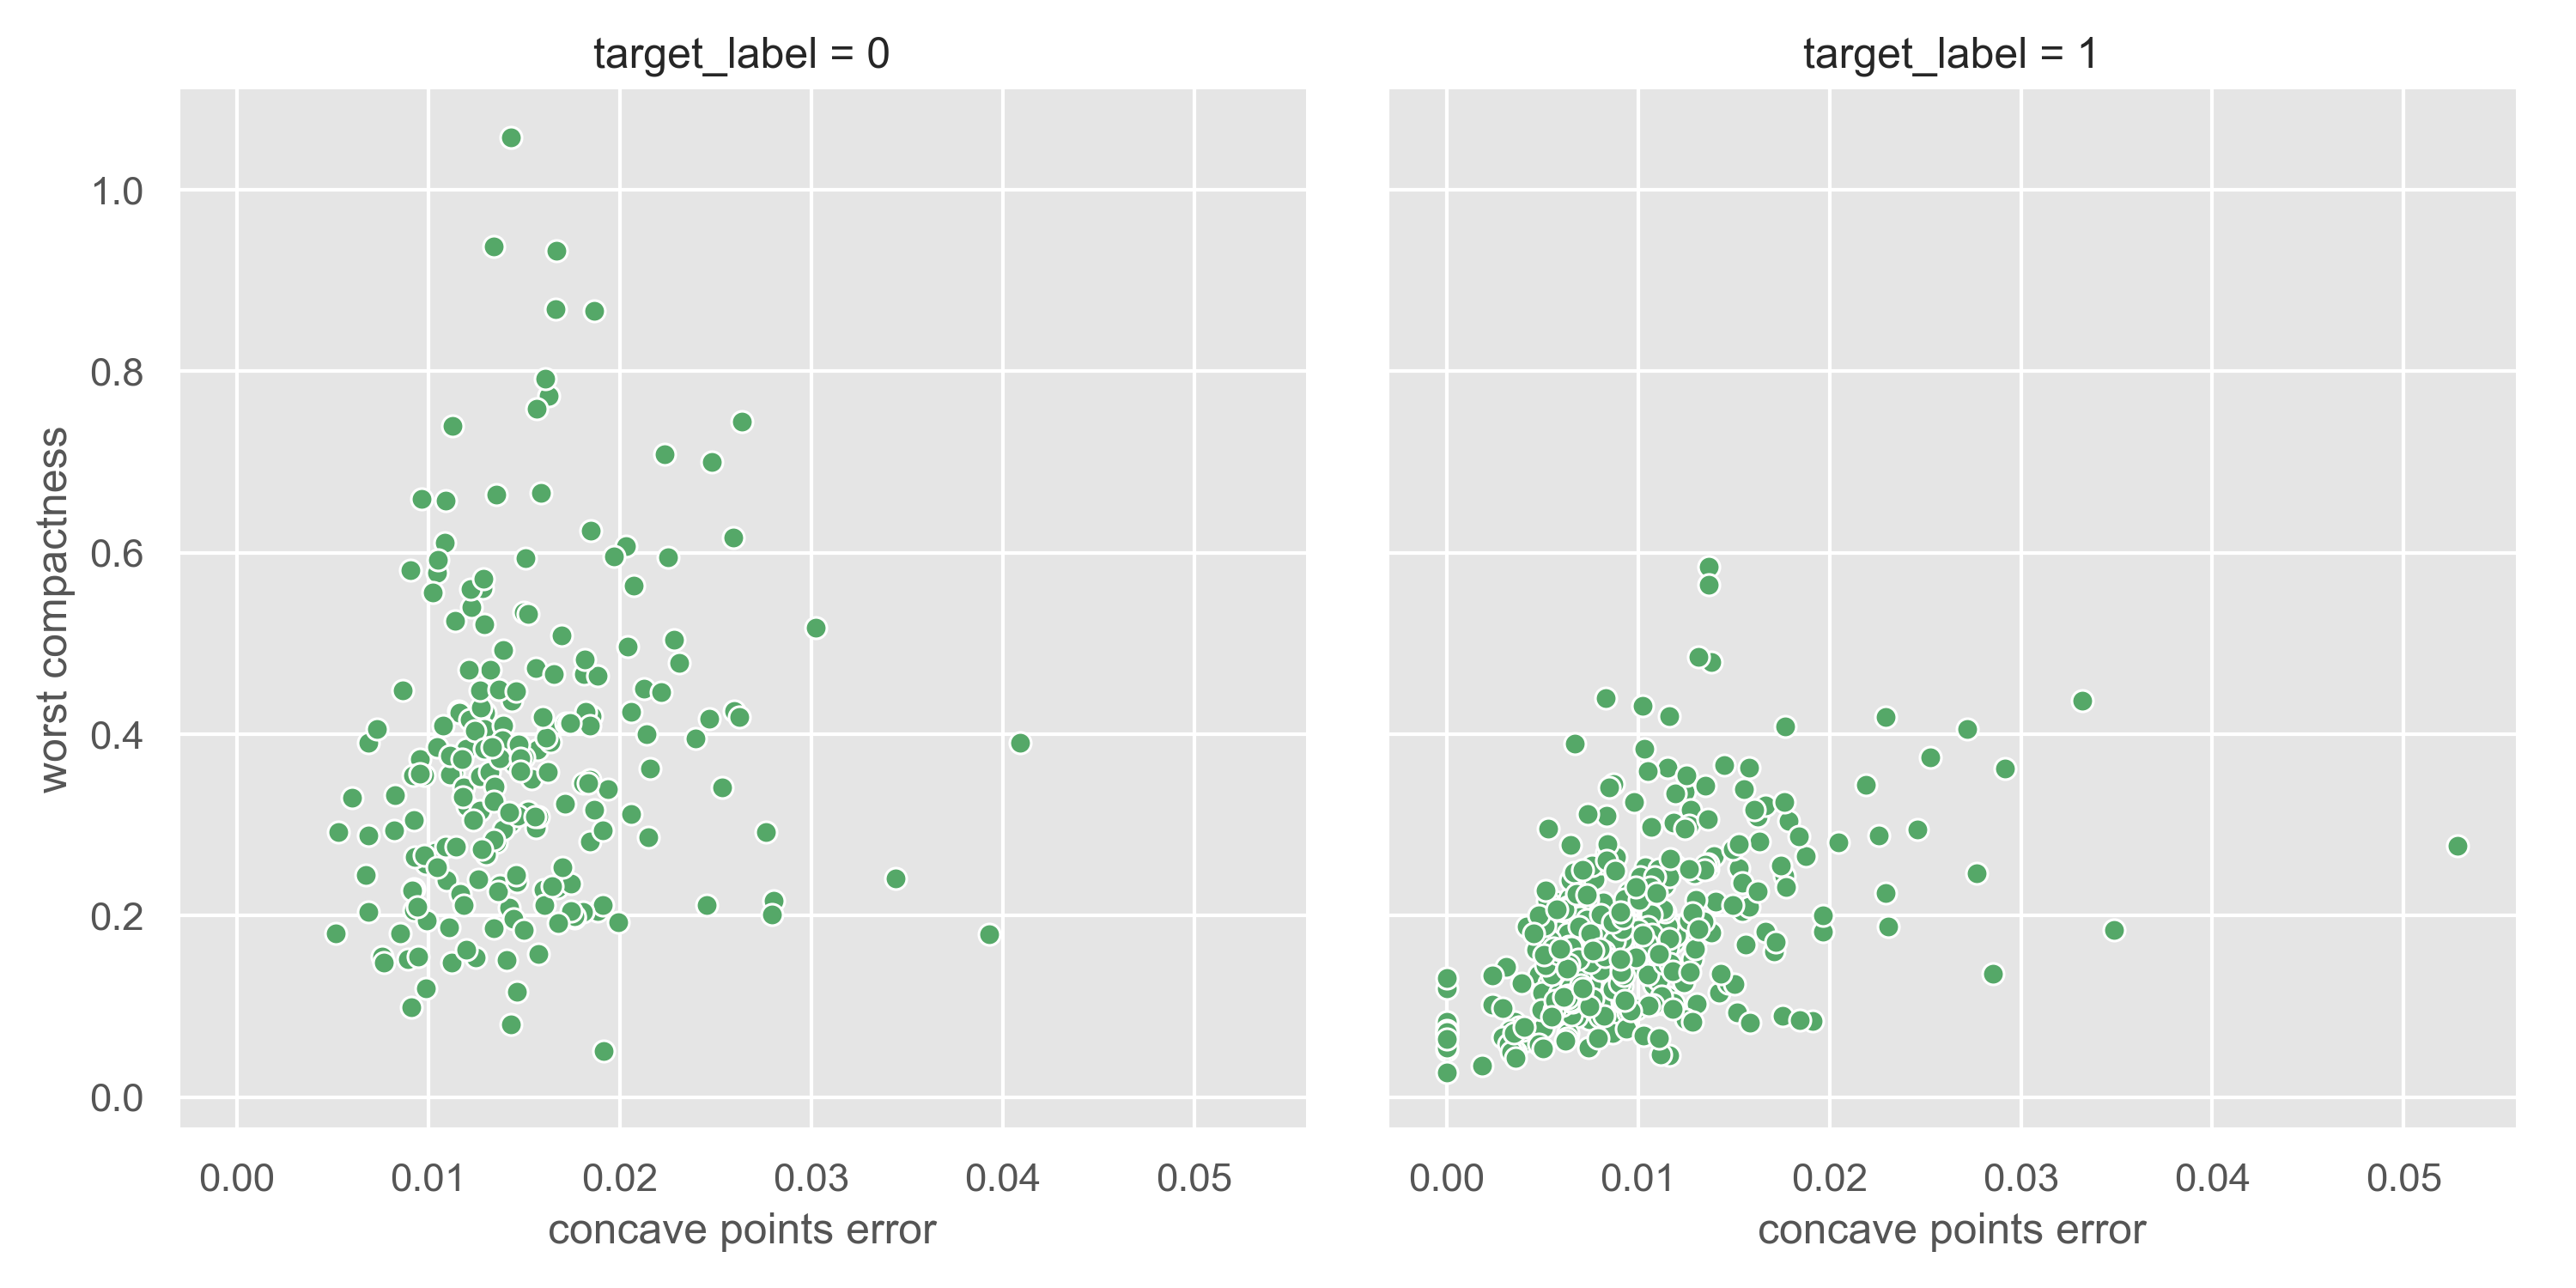 target_label = 0
target_label = 1
1.0
0.8
0.6
0.4
0.2
0.0
worst compactness
0.00 0.01 0.02 0.03 0.04 0.05
0.00 0.01 0.02 0.03 0.04 0.05
concave points error
concave points error